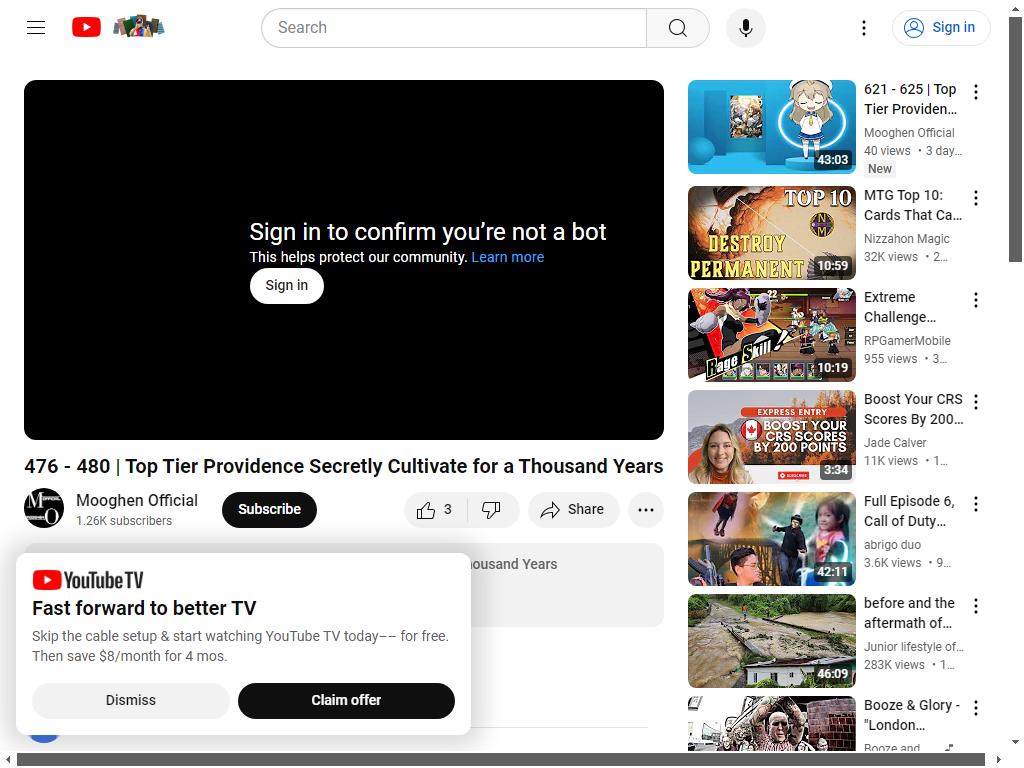 Search
Sign in
Sign in to confirm you’re not a bot
This helps protect our community. Learn more
Sign in
476 - 480 | Top Tier Providence Secretly Cultivate for a Thousand Years
Mooghen Official
1.26K subscribers
Subscribe
3
Share
housand Years
YouTube TV
Fast forward to better TV
Skip the cable setup & start watching YouTube TV today–– for free.
Then save $8/month for 4 mos.
Dismiss
Claim offer
43:03
621 - 625 | Top
Tier Providen...
Mooghen Official
40 views • 3 day...
New
TOP 10
DESTROY
PERMANENT
10:59
MTG Top 10:
Cards That Ca...
Nizzahon Magic
32K views • 2...
22
Rage Skill!
10:19
Extreme
Challenge...
RPGamerMobile
955 views • 3...
EXPRESS ENTRY
BOOST YOUR
CRS SCORES
BY 200 POINTS
SUBSCRIBE
3:34
Boost Your CRS
Scores By 200...
Jade Calver
11K views • 1...
42:11
Full Episode 6,
Call of Duty...
abrigo duo
3.6K views • 9...
46:09
before and the
aftermath of...
Junior lifestyle of...
283K views • 1...
Booze & Glory -
"London...
Booze and